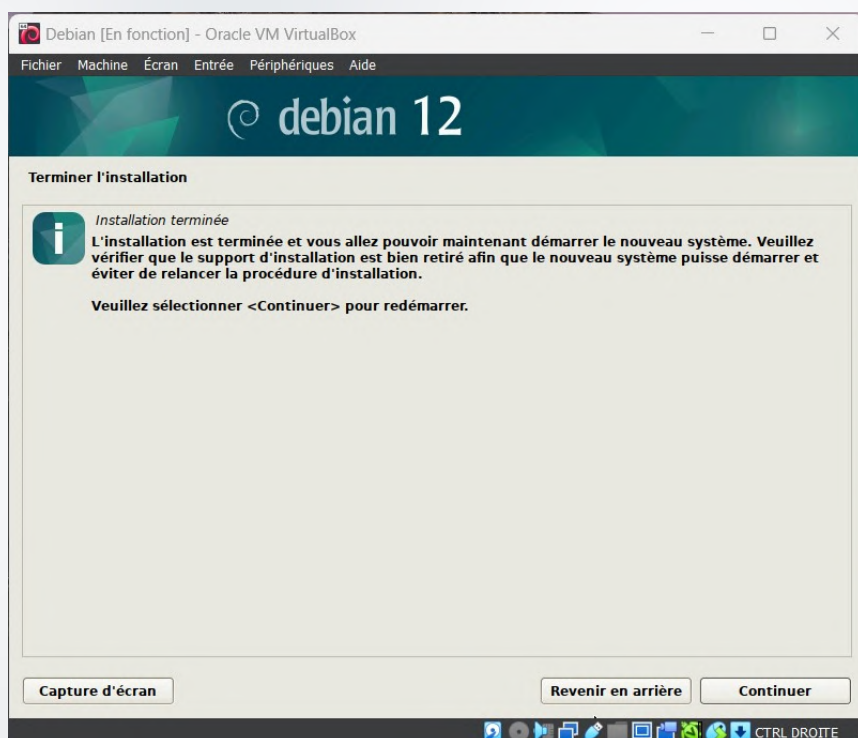 Debian [En fonction] - Oracle VM VirtualBox
Fichier Machine Écran Entrée Périphériques Aide
debian 12
Terminer l'installation
Installation terminée
L'installation est terminée et vous allez pouvoir maintenant démarrer le nouveau système. Veuillez
vérifier que le support d'installation est bien retiré afin que le nouveau système puisse démarrer et
éviter de relancer la procédure d'installation.
Veuillez sélectionner <Continuer> pour redémarrer.
Capture d'écran Revenir en arrière Continuer
CTRL DROITE